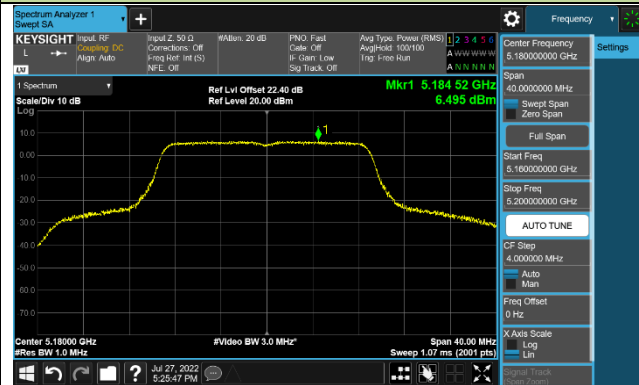 Spectrum Analyzer 1
Swept SA
Frequency
KEYSIGHT
L
Input: RF
Coupling: DC
Align: Auto
Input Z: 50 Ω
Corrections: Off
Freq Ref: Int (S)
NFE: Off
#Atten: 20 dB
PNO: Fast
Gate: Off
IF Gain: Low
Sig Track: Off
Avg Type: Power (RMS)
Avg|Hold: 100/100
Trig: Free Run
1 2 3 4 5 6
A W W W W W
A N N N N N
Center Frequency
5.180000000 GHz
Settings
Span
40.0000000 MHz
Swept Span
Zero Span
Full Span
Start Freq
5.160000000 GHz
Stop Freq
5.200000000 GHz
AUTO TUNE
CF Step
4.000000 MHz
Auto
Man
Freq Offset
0 Hz
X Axis Scale
Log
Lin
Signal Track
(Span Zoom)
1 Spectrum
Scale/Div 10 dB
Log
Ref Lvl Offset 22.40 dB
Ref Level 20.00 dBm
Mkr1 5.184 52 GHz
6.495 dBm
1
10.0
0.00
-10.0
-20.0
-30.0
-40.0
-50.0
-60.0
-70.0
Center 5.18000 GHz
#Res BW 1.0 MHz
#Video BW 3.0 MHz*
Span 40.00 MHz
Sweep 1.07 ms (2001 pts)
?
Jul 27, 2022
5:25:47 PM